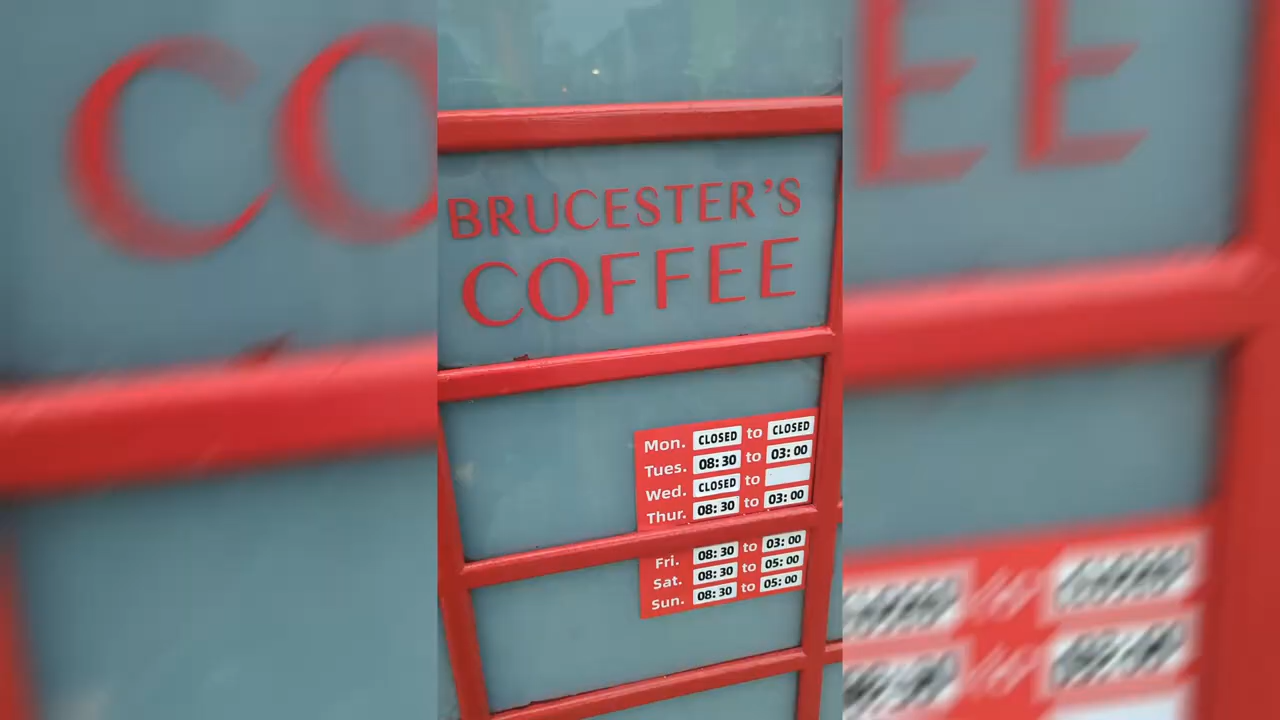 BRUCESTER'S
COFFEE
Mon. CLOSED to CLOSED
Tues. 08:30 to 03:00
Wed. CLOSED to
Thur. 08:30 to 03:00
Fri. 08:30 to 03:00
Sat. 08:30 to 05:00
Sun. 08:30 to 05:00